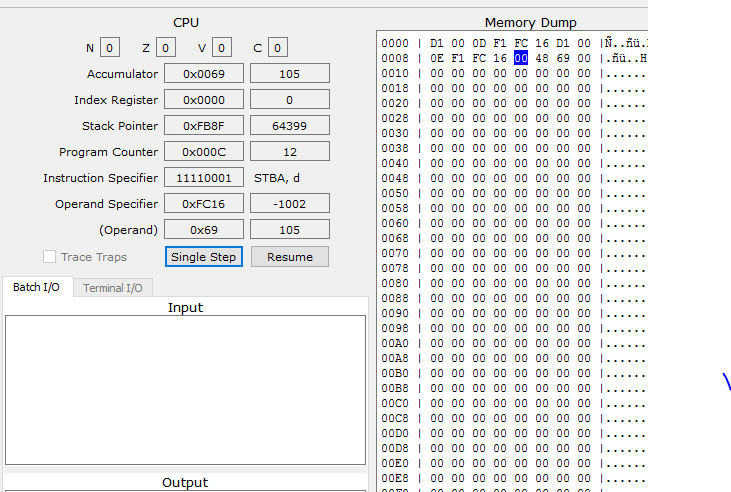 CPU
N 0 Z 0 V 0 C 0
Accumulator 0x0069 105
Index Register 0x0000 0
Stack Pointer 0xFB8F 64399
Program Counter 0x000C 12
Instruction Specifier 11110001 STBA, d
Operand Specifier 0xFC16 -1002
(Operand) 0x69 105
Trace Traps Single Step Resume
Batch I/O Terminal I/O
Input
Output
Memory Dump
0000 | D1 00 0D F1 FC 16 D1 00 |Ñ..ñü.
0008 | 0E F1 FC 16 00 48 69 00 |.ñü..H
0010 | 00 00 00 00 00 00 00 00 |......
0018 | 00 00 00 00 00 00 00 00 |......
0020 | 00 00 00 00 00 00 00 00 |......
0028 | 00 00 00 00 00 00 00 00 |......
0030 | 00 00 00 00 00 00 00 00 |......
0038 | 00 00 00 00 00 00 00 00 |......
0040 | 00 00 00 00 00 00 00 00 |......
0048 | 00 00 00 00 00 00 00 00 |......
0050 | 00 00 00 00 00 00 00 00 |......
0058 | 00 00 00 00 00 00 00 00 |......
0060 | 00 00 00 00 00 00 00 00 |......
0068 | 00 00 00 00 00 00 00 00 |......
0070 | 00 00 00 00 00 00 00 00 |......
0078 | 00 00 00 00 00 00 00 00 |......
0080 | 00 00 00 00 00 00 00 00 |......
0088 | 00 00 00 00 00 00 00 00 |......
0090 | 00 00 00 00 00 00 00 00 |......
0098 | 00 00 00 00 00 00 00 00 |......
00A0 | 00 00 00 00 00 00 00 00 |......
00A8 | 00 00 00 00 00 00 00 00 |......
00B0 | 00 00 00 00 00 00 00 00 |......
00B8 | 00 00 00 00 00 00 00 00 |......
00C0 | 00 00 00 00 00 00 00 00 |......
00C8 | 00 00 00 00 00 00 00 00 |......
00D0 | 00 00 00 00 00 00 00 00 |......
00D8 | 00 00 00 00 00 00 00 00 |......
00E0 | 00 00 00 00 00 00 00 00 |......
00E8 | 00 00 00 00 00 00 00 00 |......